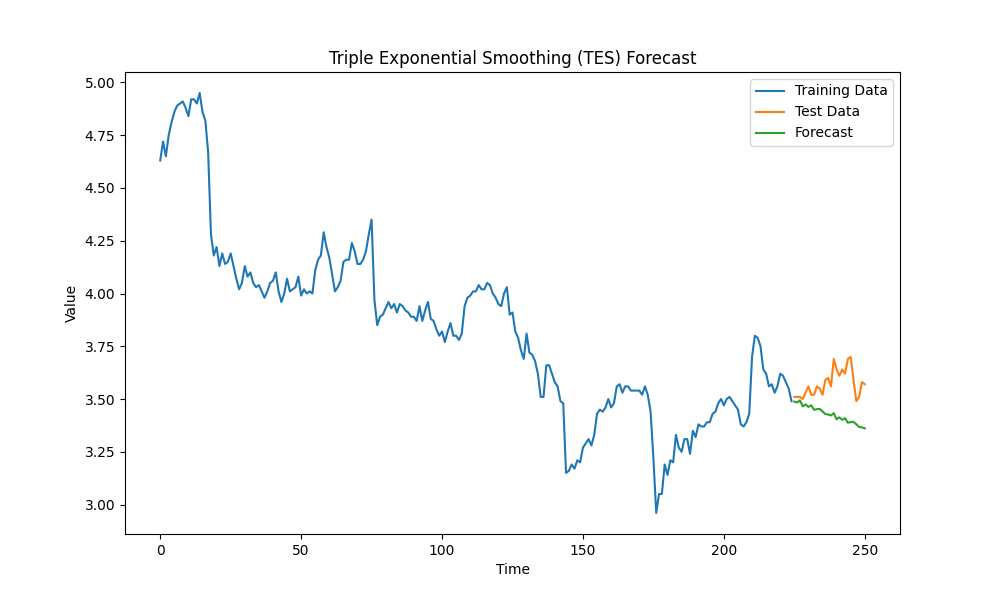 Triple Exponential Smoothing (TES) Forecast
Training Data
Test Data
Forecast
5.00
4.75
4.50
4.25
4.00
3.75
3.50
3.25
3.00
Value
0
50
100
150
200
250
Time